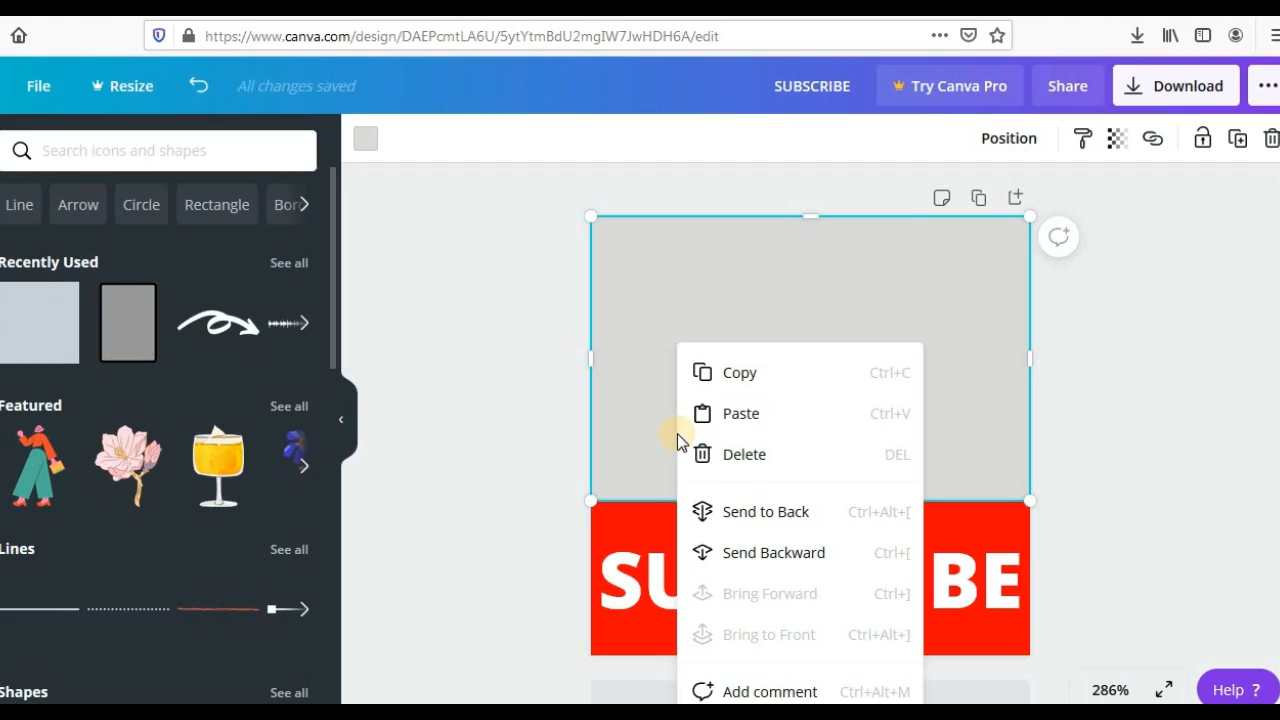 https://www.canva.com/design/DAEPcmtLA6U/5ytYtmBdU2mgIW7JwHDH6A/edit
File Resize All changes saved SUBSCRIBE Try Canva Pro Share Download
Search icons and shapes
Position
Line Arrow Circle Rectangle Bor
Recently Used See all
Featured See all
Lines See all
Shapes See all
Copy Ctrl+C
Paste Ctrl+V
Delete DEL
Send to Back Ctrl+Alt+[
Send Backward Ctrl+[
Bring Forward Ctrl+]
Bring to Front Ctrl+Alt+]
Add comment Ctrl+Alt+M
SU BE
286% Help ?